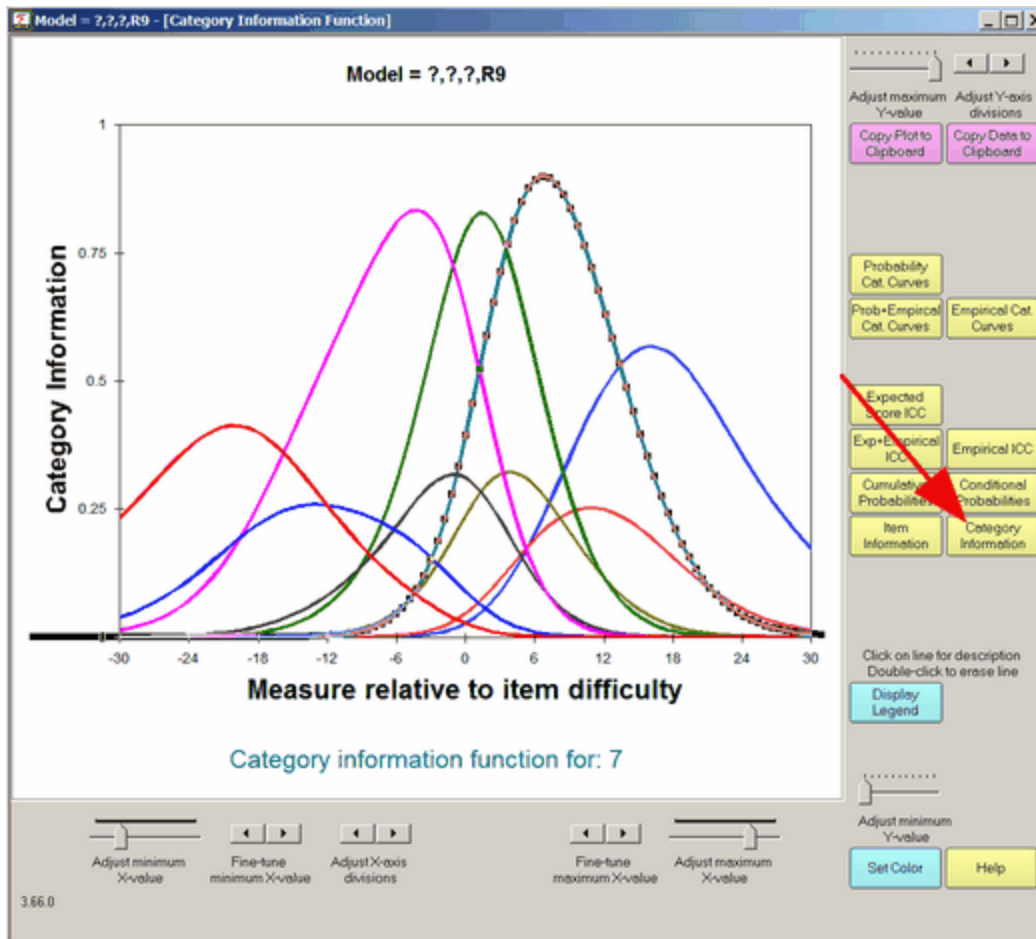 Model = ?,?,?,R9 - [Category Information Function]
Model = ?,?,?,R9
Adjust maximum
Y-value
Adjust Y-axis
divisions
Copy Plot to
Clipboard
Copy Data to
Clipboard
1
0.75
0.5
0.25
Category Information
Probability
Cat. Curves
Prob+Empircal
Cat. Curves
Empirical Cat.
Curves
Expected
Score ICC
Exp+Empirical
ICC
Empirical ICC
Cumulative
Probabilities
Conditional
Probabilities
Item
Information
Category
Information
-30 -24 -18 -12 -6 0 6 12 18 24 30
Measure relative to item difficulty
Click on line for description
Double-click to erase line
Display
Legend
Category information function for: 7
Adjust minimum
X-value
Fine-tune
minimum X-value
Adjust X-axis
divisions
Fine-tune
maximum X-value
Adjust maximum
X-value
Adjust minimum
Y-value
Set Color
Help
3.66.0